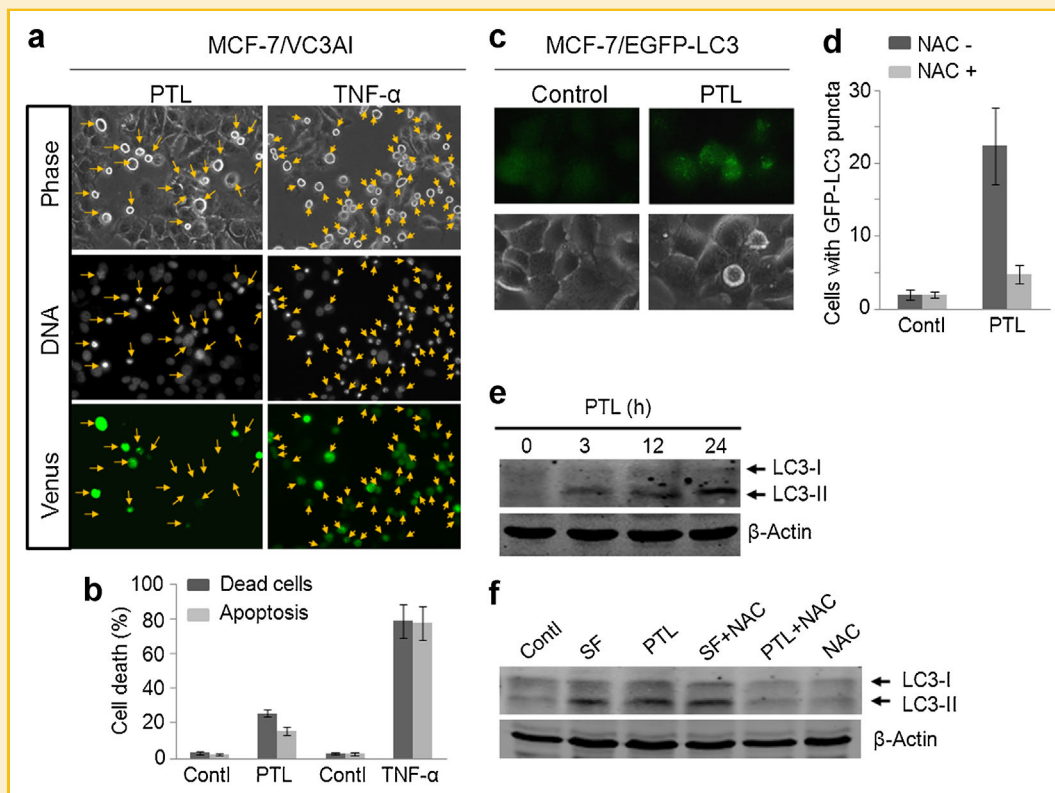 a
MCF-7/VC3AI
PTL
TNF-α
Phase
DNA
Venus
b
Dead cells
Apoptosis
Cell death (%)
100
80
60
40
20
0
Contl
PTL
Contl
TNF-α
c
MCF-7/EGFP-LC3
Control
PTL
d
NAC -
NAC +
Cells with GFP-LC3 puncta
30
20
10
0
Contl
PTL
e
PTL (h)
0 3 12 24
LC3-I
LC3-II
β-Actin
f
Contl SF PTL SF+NAC PTL+NAC NAC
LC3-I
LC3-II
β-Actin